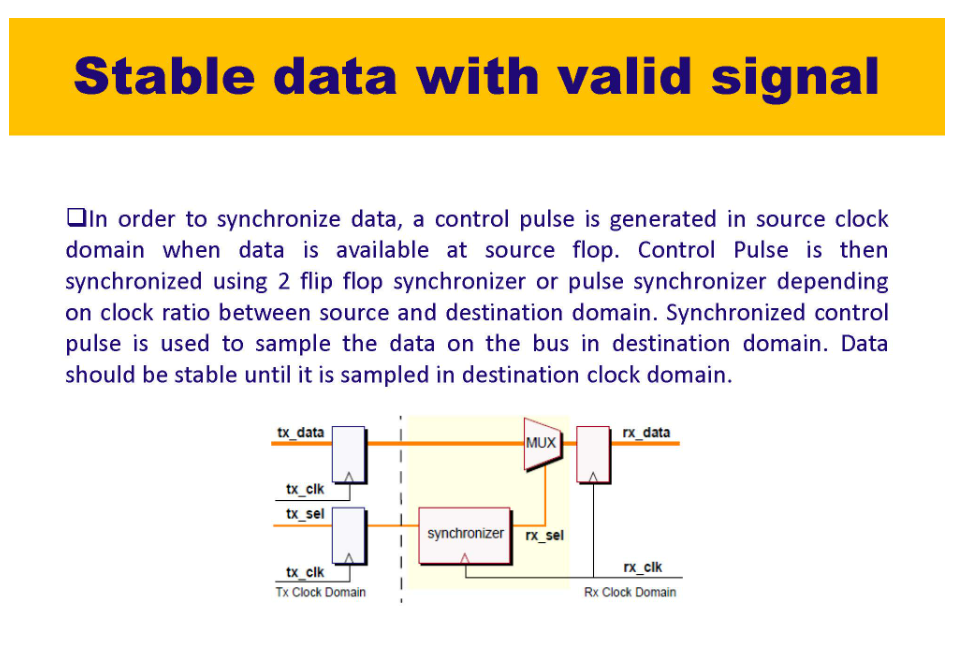 Stable data with valid signal
❑In order to synchronize data, a control pulse is generated in source clock
domain when data is available at source flop. Control Pulse is then
synchronized using 2 flip flop synchronizer or pulse synchronizer depending
on clock ratio between source and destination domain. Synchronized control
pulse is used to sample the data on the bus in destination domain. Data
should be stable until it is sampled in destination clock domain.
tx_data
MUX
rx_data
tx_clk
tx_sel
synchronizer
rx_sel
tx_clk
rx_clk
Tx Clock Domain
Rx Clock Domain